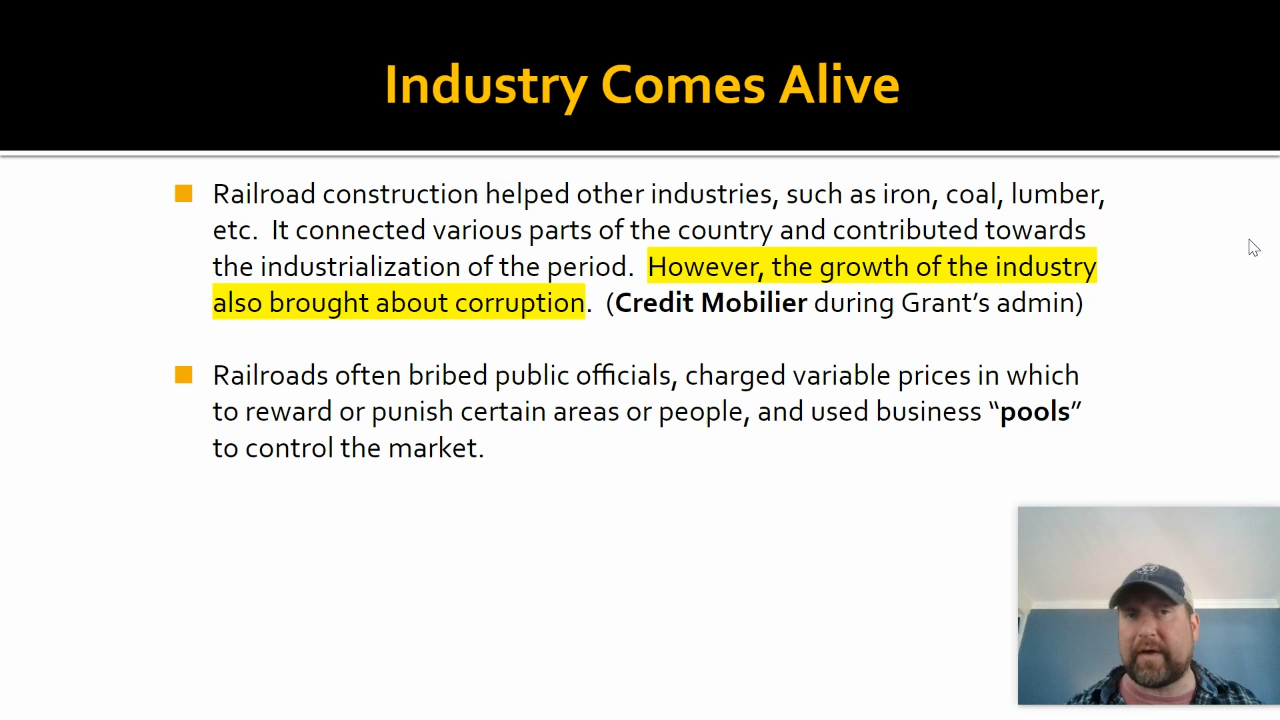 Industry Comes Alive
Railroad construction helped other industries, such as iron, coal, lumber,
etc.  It connected various parts of the country and contributed towards
the industrialization of the period.  However, the growth of the industry
also brought about corruption.  (Credit Mobilier during Grant’s admin)
Railroads often bribed public officials, charged variable prices in which
to reward or punish certain areas or people, and used business “pools”
to control the market.